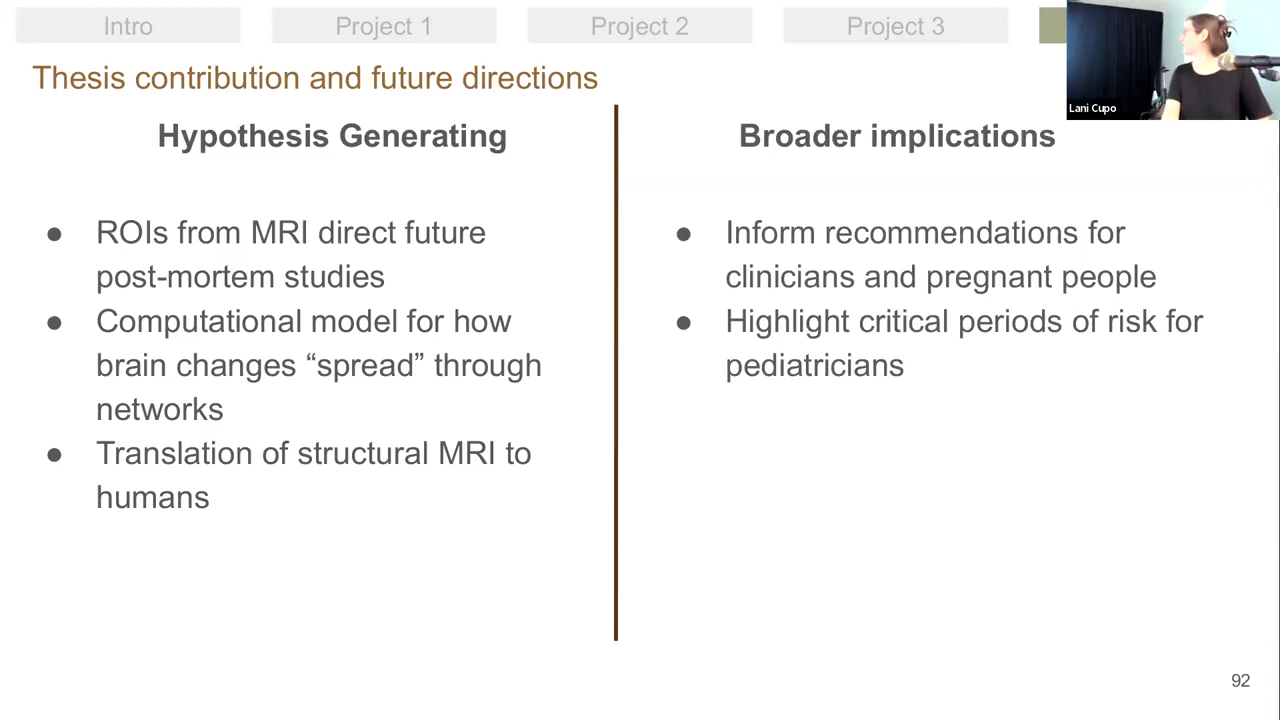 Intro
Project 1
Project 2
Project 3
Lani Cupo
Thesis contribution and future directions
Hypothesis Generating
● ROIs from MRI direct future
post-mortem studies
● Computational model for how
brain changes “spread” through
networks
● Translation of structural MRI to
humans
Broader implications
● Inform recommendations for
clinicians and pregnant people
● Highlight critical periods of risk for
pediatricians
92